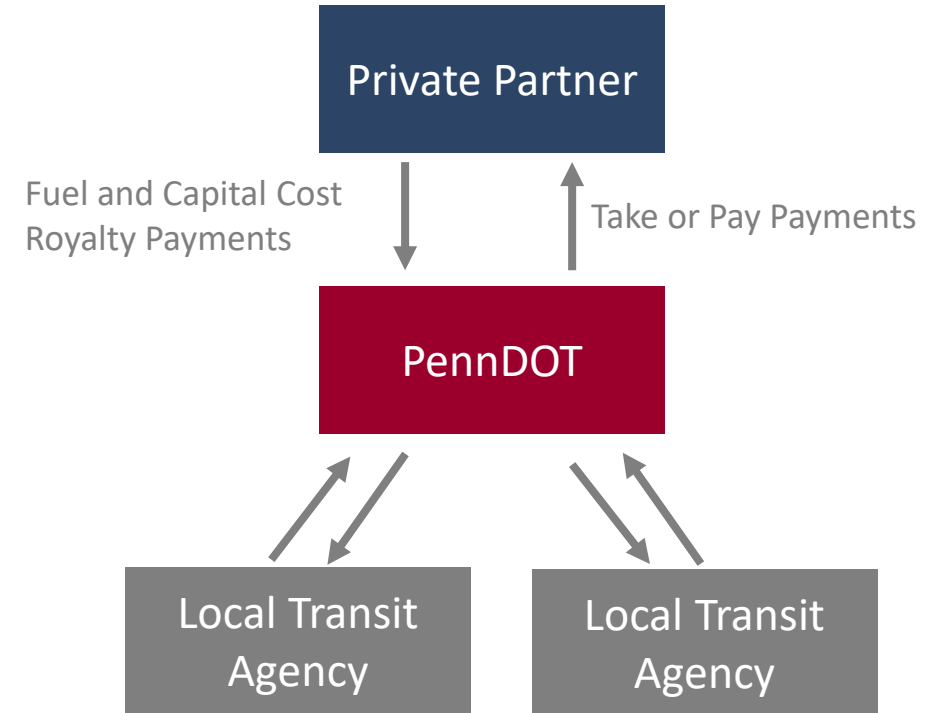 Private Partner
Fuel and Capital Cost
Royalty Payments
Take or Pay Payments
PennDOT
Local Transit
Agency
Local Transit
Agency